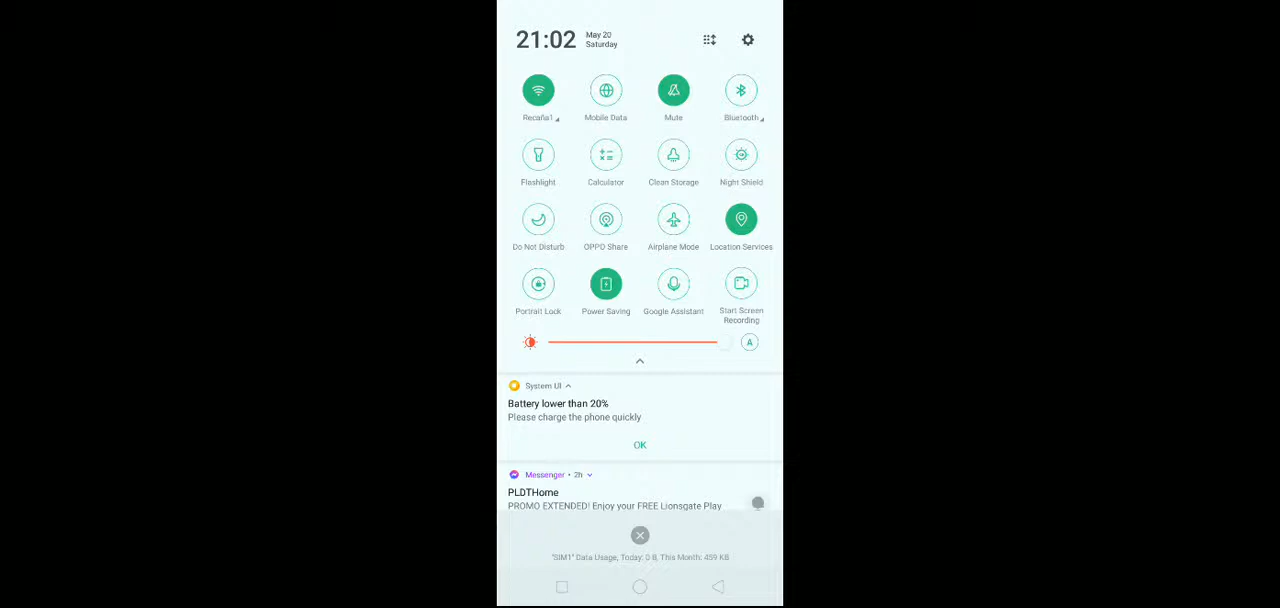 21:02
May 20
Saturday
Recaña1
Mobile Data
Mute
Bluetooth
Flashlight
Calculator
Clean Storage
Night Shield
Do Not Disturb
OPPO Share
Airplane Mode
Location Services
Portrait Lock
Power Saving
Google Assistant
Start Screen
Recording
A
System UI
Battery lower than 20%
Please charge the phone quickly
OK
Messenger • 2h
PLDTHome
PROMO EXTENDED! Enjoy your FREE Lionsgate Play
"SIM1" Data Usage, Today: 0 B, This Month: 459 KB